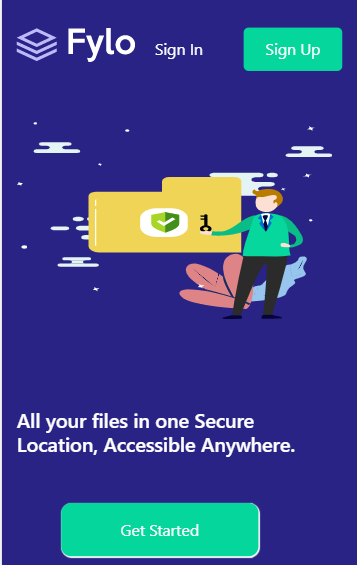 Fylo
Sign In
Sign Up
All your files in one Secure
Location, Accessible Anywhere.
Get Started